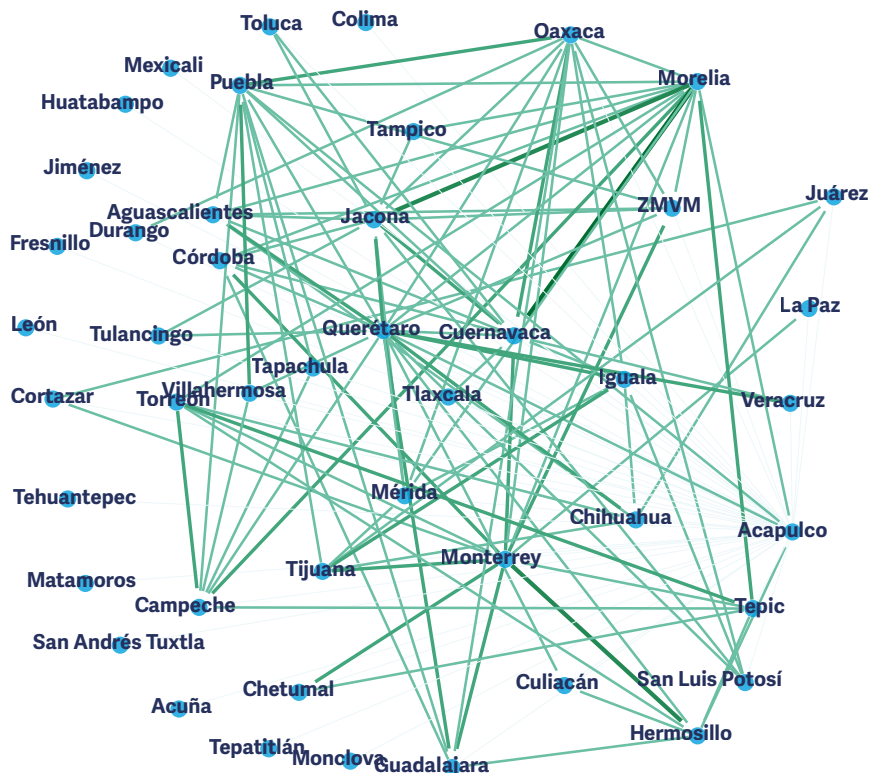 Toluca
Colima
Oaxaca
Mexicali
Puebla
Morelia
Huatabampo
Tampico
Jiménez
Juárez
Aguascalientes
Jacona
ZMVM
Durango
Fresnillo
Córdoba
La Paz
León
Tulancingo
Querétaro
Cuernavaca
Tapachula
Iguala
Villahermosa
Cortazar
Torreón
Tlaxcala
Veracruz
Tehuantepec
Mérida
Chihuahua
Acapulco
Monterrey
Tijuana
Matamoros
Campeche
Tepic
San Andrés Tuxtla
Chetumal
Culiacán
San Luis Potosí
Acuña
Hermosillo
Tepatitlán
Monclova
Guadalajara